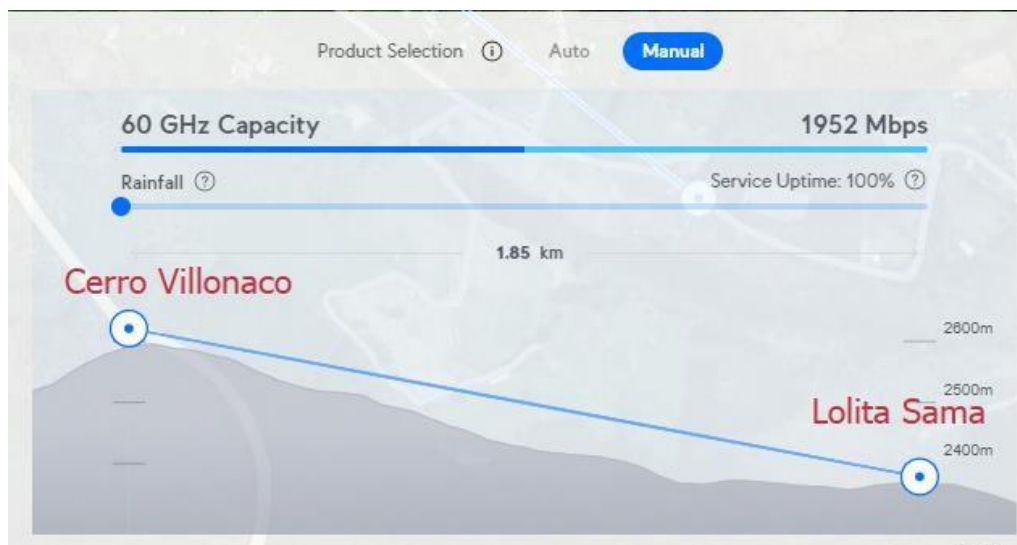 Product Selection Auto Manual
60 GHz Capacity 1952 Mbps
Rainfall Service Uptime: 100%
1.85 km
Cerro Villonaco
2600m
2500m
Lolita Sama
2400m